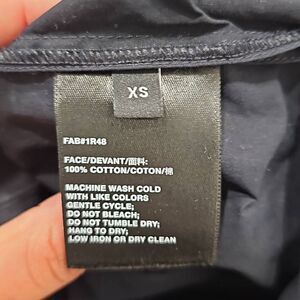 XS
FAB#1R48
FACE/DEVANT/面料:
100% COTTON/COTON/棉
MACHINE WASH COLD
WITH LIKE COLORS
GENTLE CYCLE;
DO NOT BLEACH;
DO NOT TUMBLE DRY;
HANG TO DRY;
LOW IRON OR DRY CLEAN